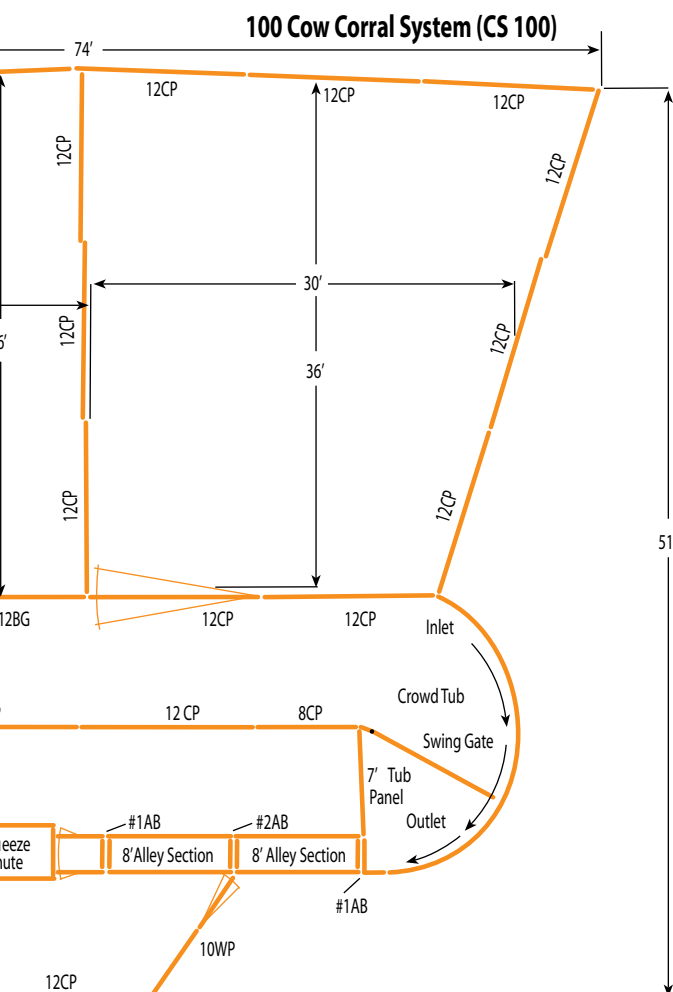 100 Cow Corral System (CS 100)
74’
12CP
12CP
12CP
12CP
12CP
30’
12CP
12CP
36’
12CP
12CP
51
12BG
12CP
12CP
Inlet
Crowd Tub
12 CP
8CP
Swing Gate
7’ Tub
Panel
Outlet
#1AB
#2AB
8’Alley Section
8’ Alley Section
#1AB
10WP
12CP